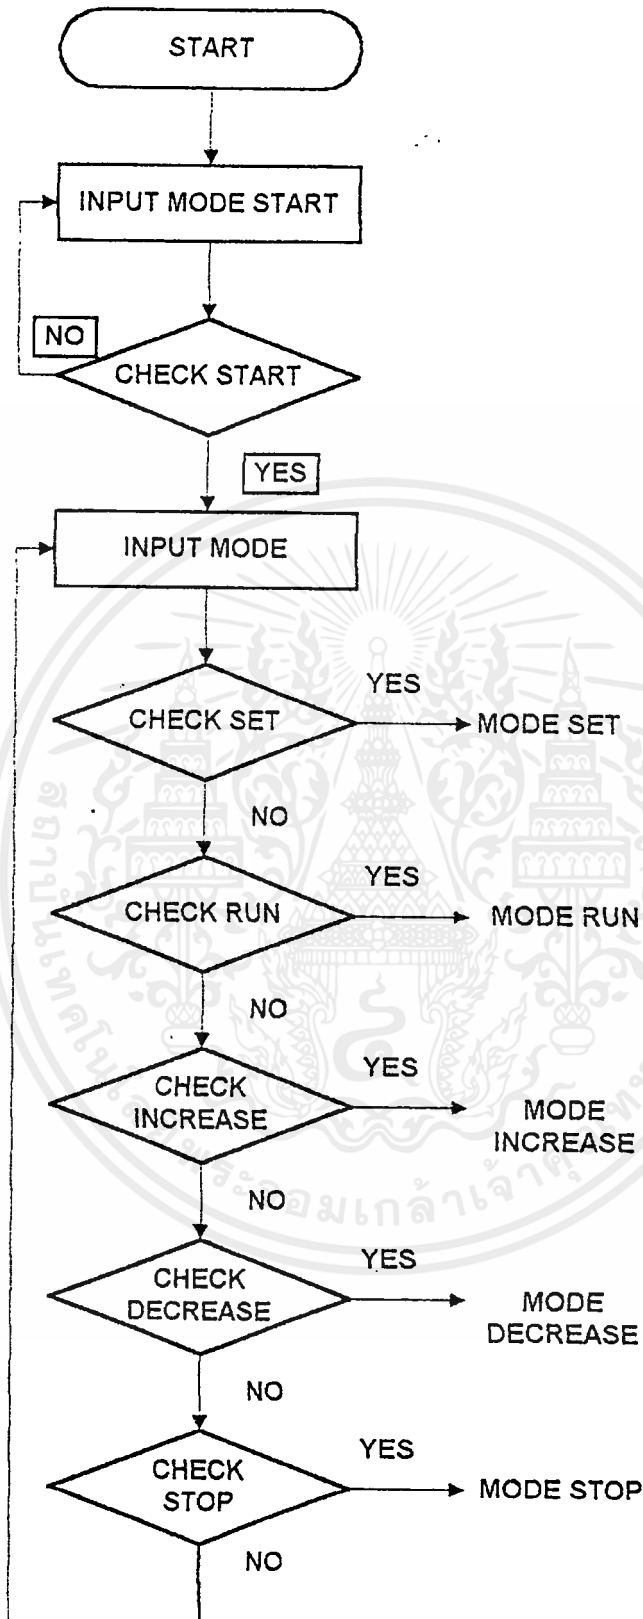 START
INPUT MODE START
NO
CHECK START
YES
INPUT MODE
YES
CHECK SET
MODE SET
NO
YES
CHECK RUN
MODE RUN
NO
YES
CHECK
INCREASE
MODE
INCREASE
NO
YES
CHECK
DECREASE
MODE
DECREASE
NO
YES
CHECK
STOP
MODE STOP
NO